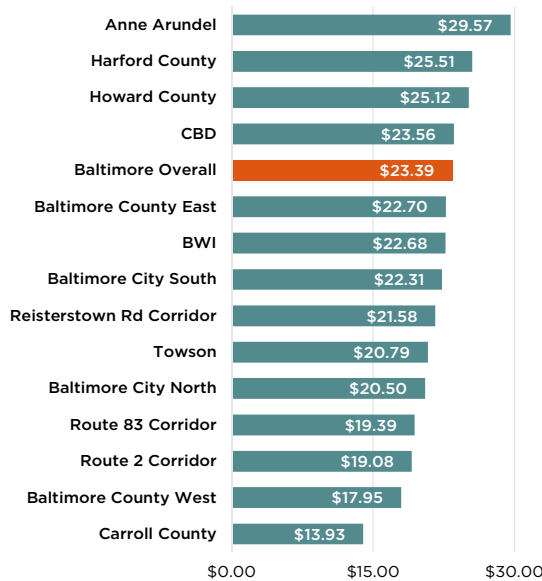 Anne Arundel $29.57
Harford County $25.51
Howard County $25.12
CBD $23.56
Baltimore Overall $23.39
Baltimore County East $22.70
BWI $22.68
Baltimore City South $22.31
Reisterstown Rd Corridor $21.58
Towson $20.79
Baltimore City North $20.50
Route 83 Corridor $19.39
Route 2 Corridor $19.08
Baltimore County West $17.95
Carroll County $13.93
$0.00 $15.00 $30.00